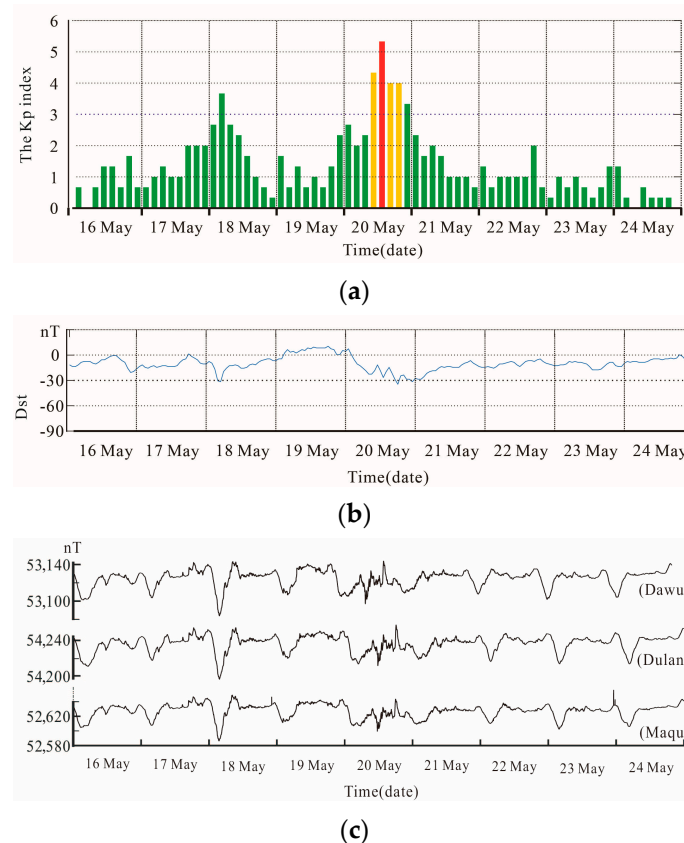 6
5
4
3
2
1
0
The Kp index
16 May 17 May 18 May 19 May 20 May 21 May 22 May 23 May 24 May
Time(date)
(a)
nT
0
-30
-60
-90
Dst
16 May 17 May 18 May 19 May 20 May 21 May 22 May 23 May 24 May
Time(date)
(b)
nT
53,140
53,100
(Dawu
54,240
54,200
(Dulan
52,620
52,580
(Maqu
16 May 17 May 18 May 19 May 20 May 21 May 22 May 23 May 24 May
Time(date)
(c)